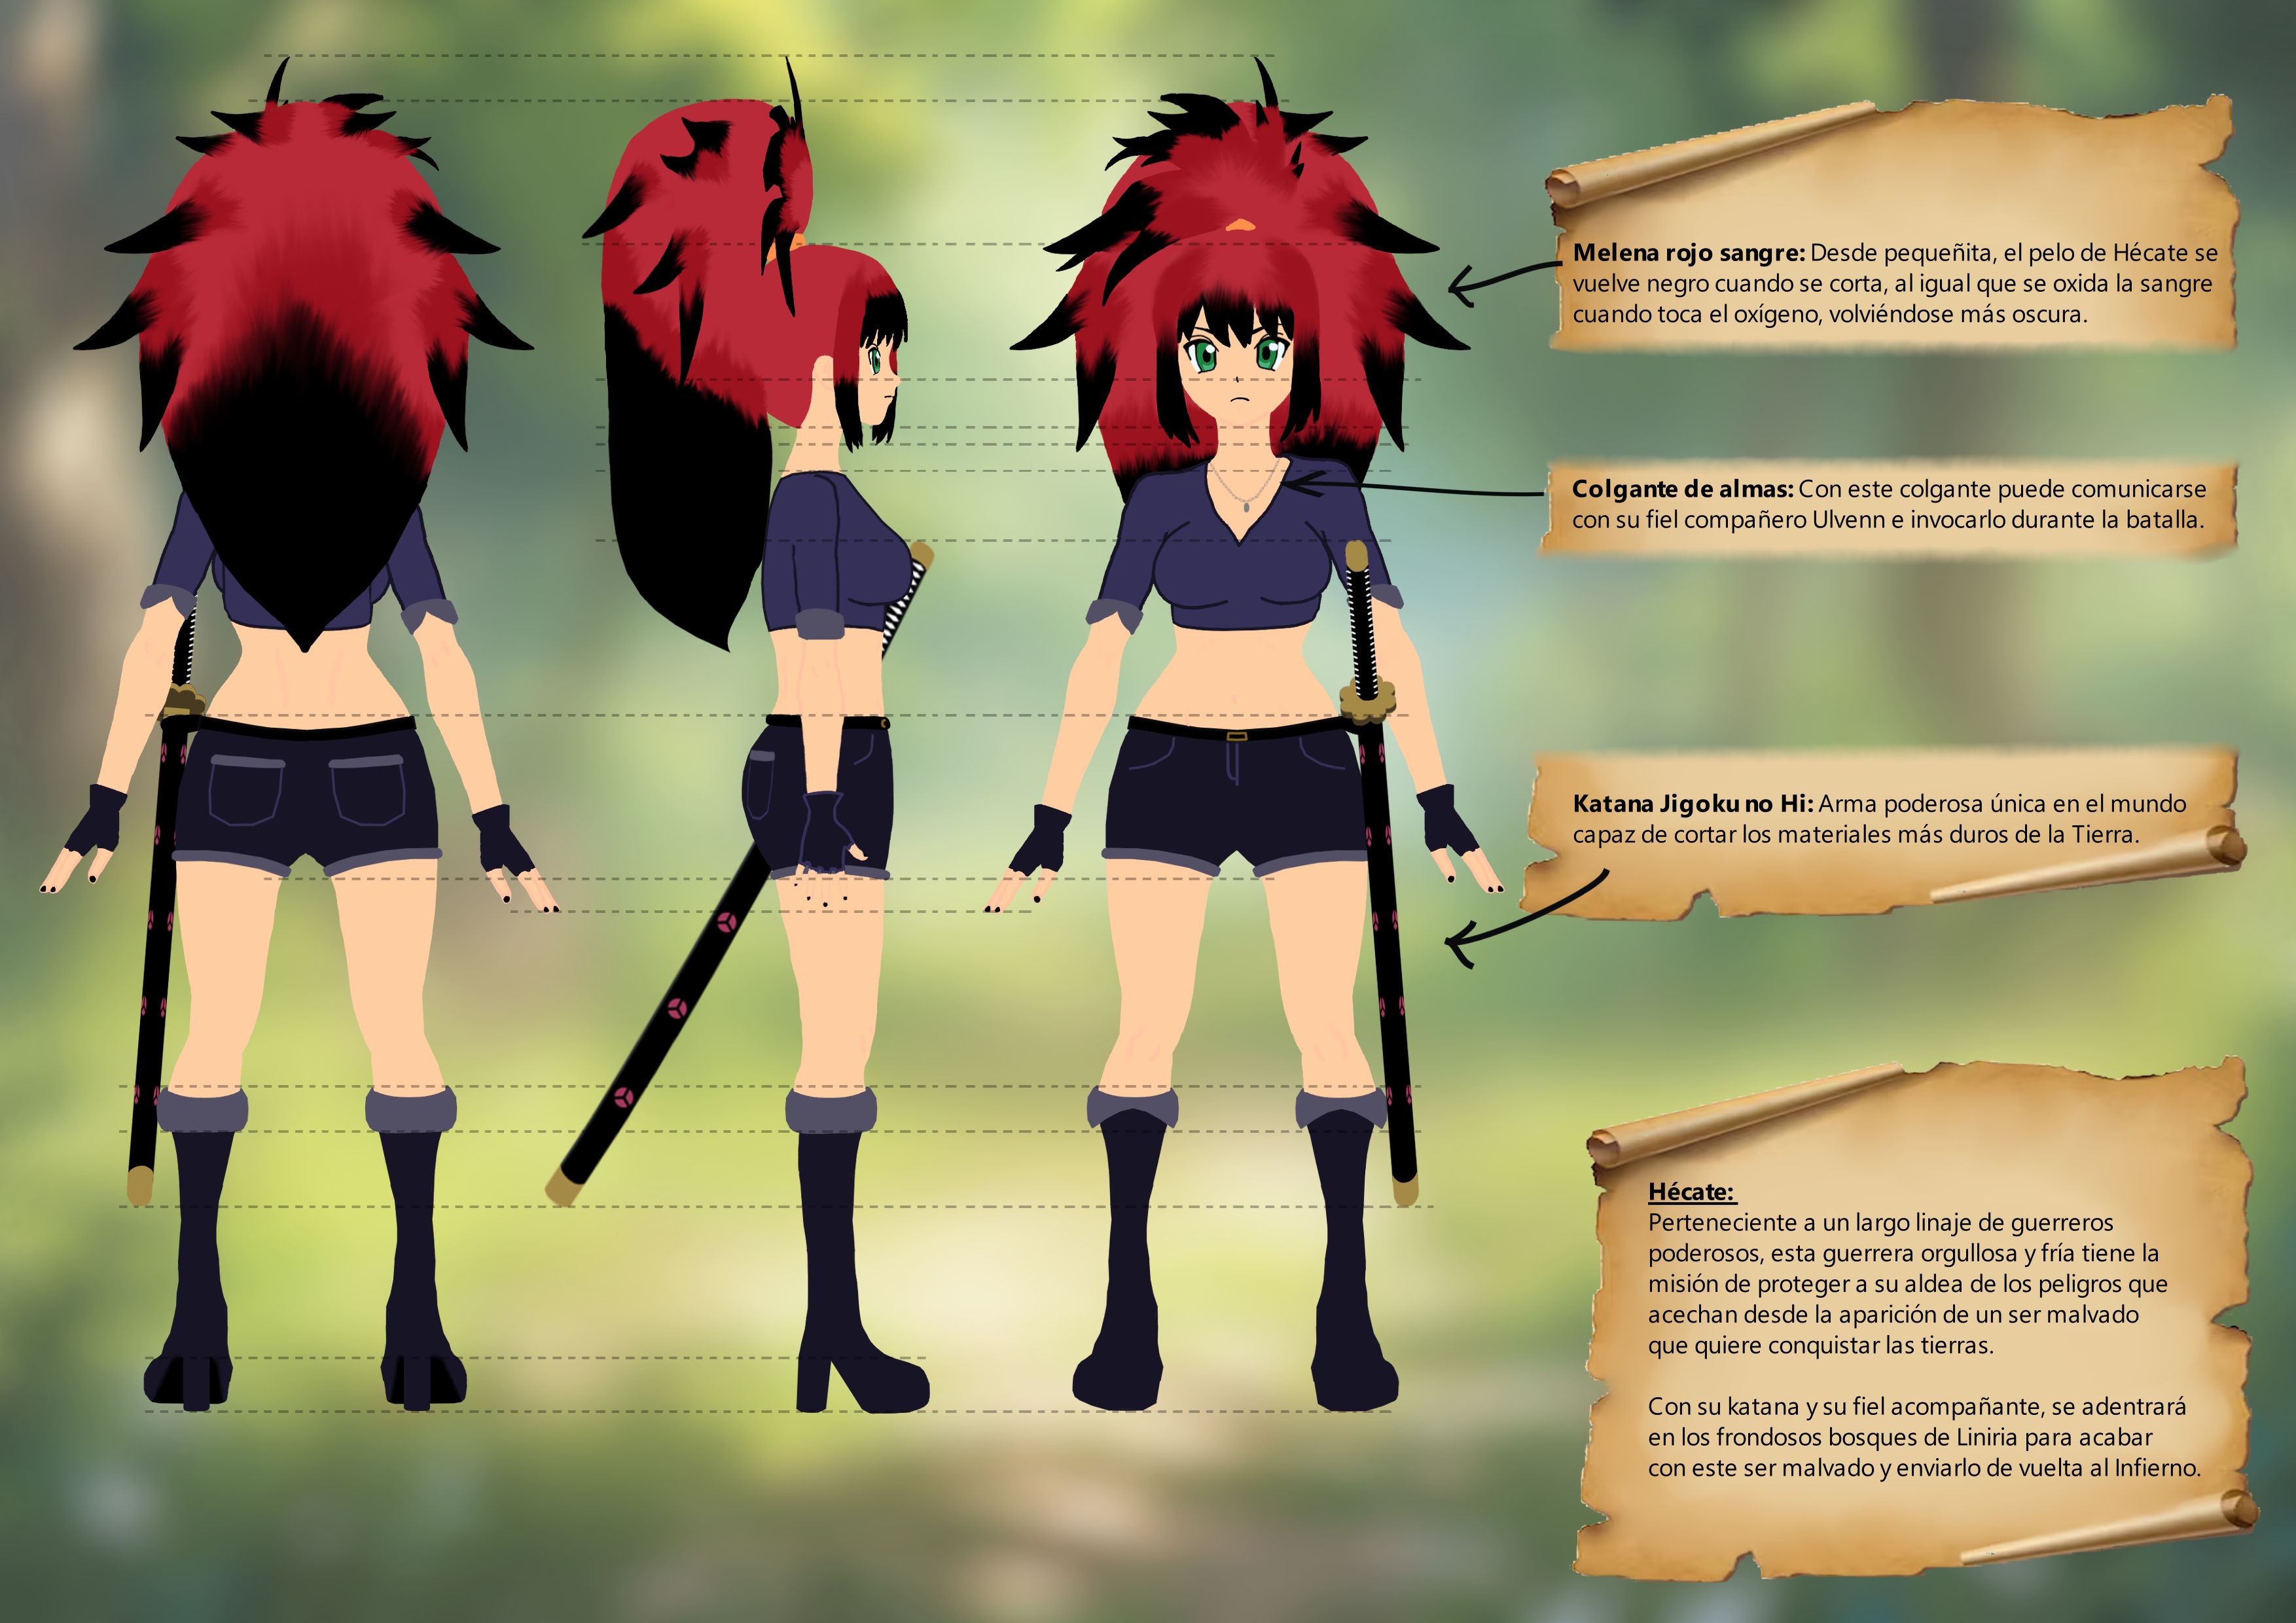 Melena rojo sangre: Desde pequeñita, el pelo de Hécate se
vuelve negro cuando se corta, al igual que se oxida la sangre
cuando toca el oxígeno, volviéndose más oscura.
Colgante de almas: Con este colgante puede comunicarse
con su fiel compañero Ulvenn e invocarlo durante la batalla.
Katana Jigoku no Hi: Arma poderosa única en el mundo
capaz de cortar los materiales más duros de la Tierra.
Hécate:
Perteneciente a un largo linaje de guerreros
poderosos, esta guerrera orgullosa y fría tiene la
misión de proteger a su aldea de los peligros que
acechan desde la aparición de un ser malvado
que quiere conquistar las tierras.
Con su katana y su fiel acompañante, se adentrará
en los frondosos bosques de Liniria para acabar
con este ser malvado y enviarlo de vuelta al Infierno.